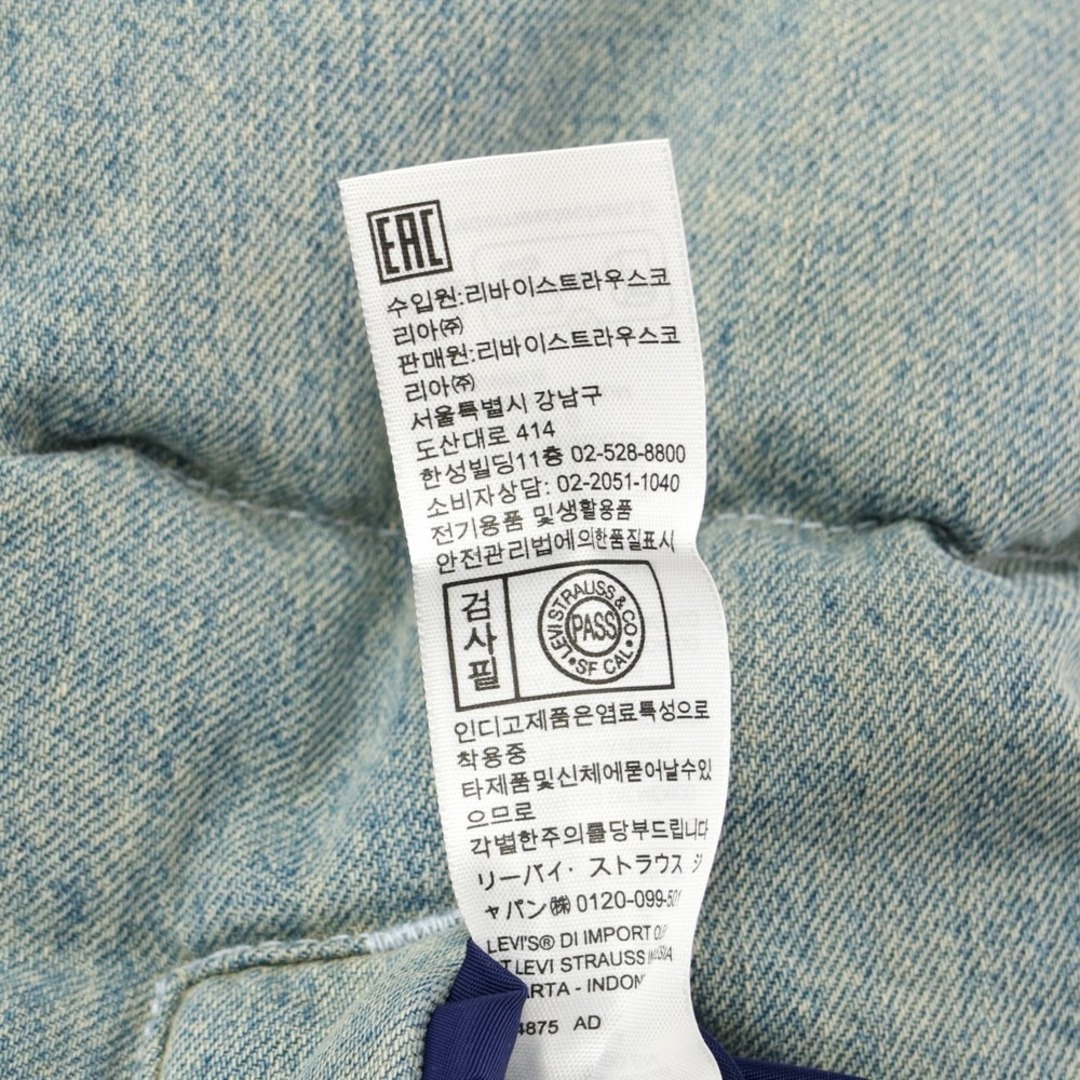 EAC
수입원:리바이스트라우스코
리아㈜
판매원:리바이스트라우스코
리아㈜
서울특별시 강남구
도산대로 414
한성빌딩11층 02-528-8800
소비자상담: 02-2051-1040
전기용품 및생활용품
안전관리법에의한품질표시
검사필
LEVI STRAUSS & CO
PASS
SF CAL
인디고제품은염료특성으로
착용중
타제품및신체에묻어날수있
으므로
각별한주의를당부드립니다
リーバイ・ストラウス ジ
ャパン㈱ 0120-099-501
LEVI'S® DI IMPORT
LEVI STRAUSS
4875 AD